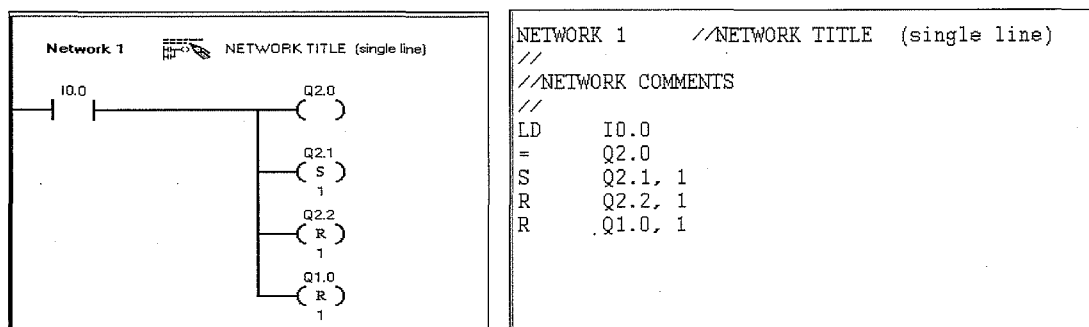 Network 1 NETWORK TITLE (single line)
I0.0 Q2.0
( )
Q2.1
( S )
1
Q2.2
( R )
1
Q1.0
( R )
1
NETWORK 1 //NETWORK TITLE (single line)
//
//NETWORK COMMENTS
//
LD I0.0
= Q2.0
S Q2.1, 1
R Q2.2, 1
R Q1.0, 1